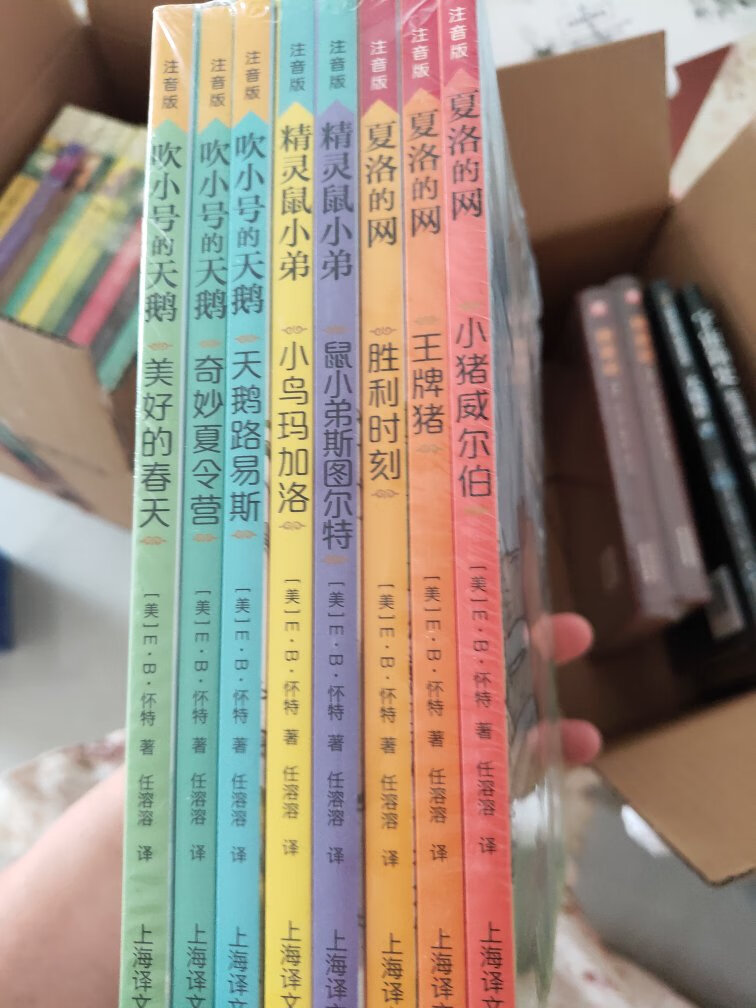 注音版
吹小号的天鹅
美好的春天
[美] E·B·怀特 著
任溶溶 译
上海译文
注音版
吹小号的天鹅
奇妙夏令营
[美] E·B·怀特 著
任溶溶 译
上海译文
注音版
吹小号的天鹅
天鹅路易斯
[美] E·B·怀特 著
任溶溶 译
上海译文
注音版
精灵鼠小弟
小鸟玛加洛
[美] E·B·怀特 著
任溶溶 译
上海译文
注音版
精灵鼠小弟
鼠小弟斯图尔特
[美] E·B·怀特 著
任溶溶 译
上海译文
注音版
夏洛的网
胜利时刻
[美] E·B·怀特 著
任溶溶 译
上海译文
注音版
夏洛的网
王牌猪
[美] E·B·怀特 著
任溶溶 译
上海译文
注音版
夏洛的网
小猪威尔伯
[美] E·B·怀特 著
任溶溶 译
上海译文